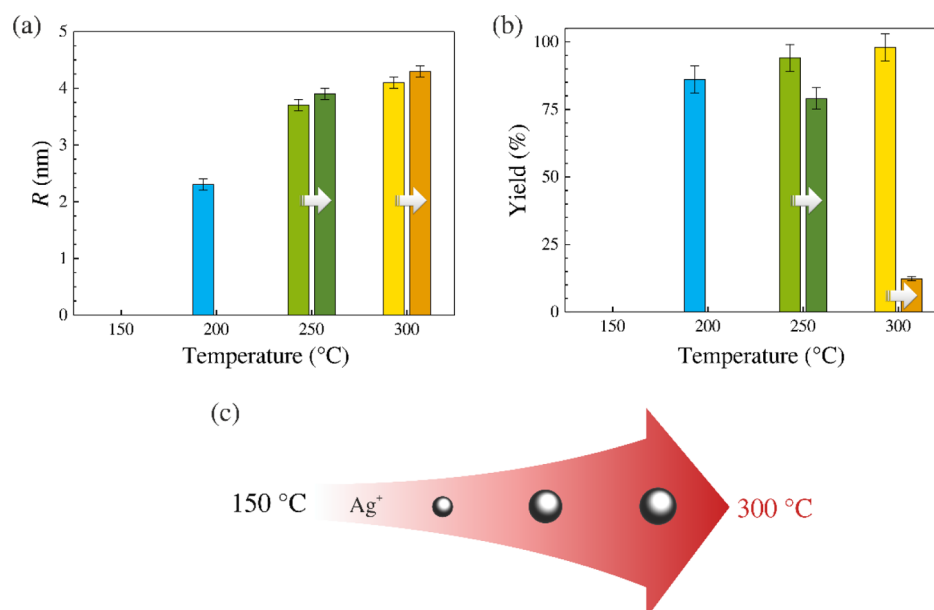 (a)
5
4
3
2
1
0
R (nm)
150 200 250 300
Temperature (°C)
(b)
100
75
50
25
0
Yield (%)
150 200 250 300
Temperature (°C)
(c)
150 °C Ag⁺ 300 °C